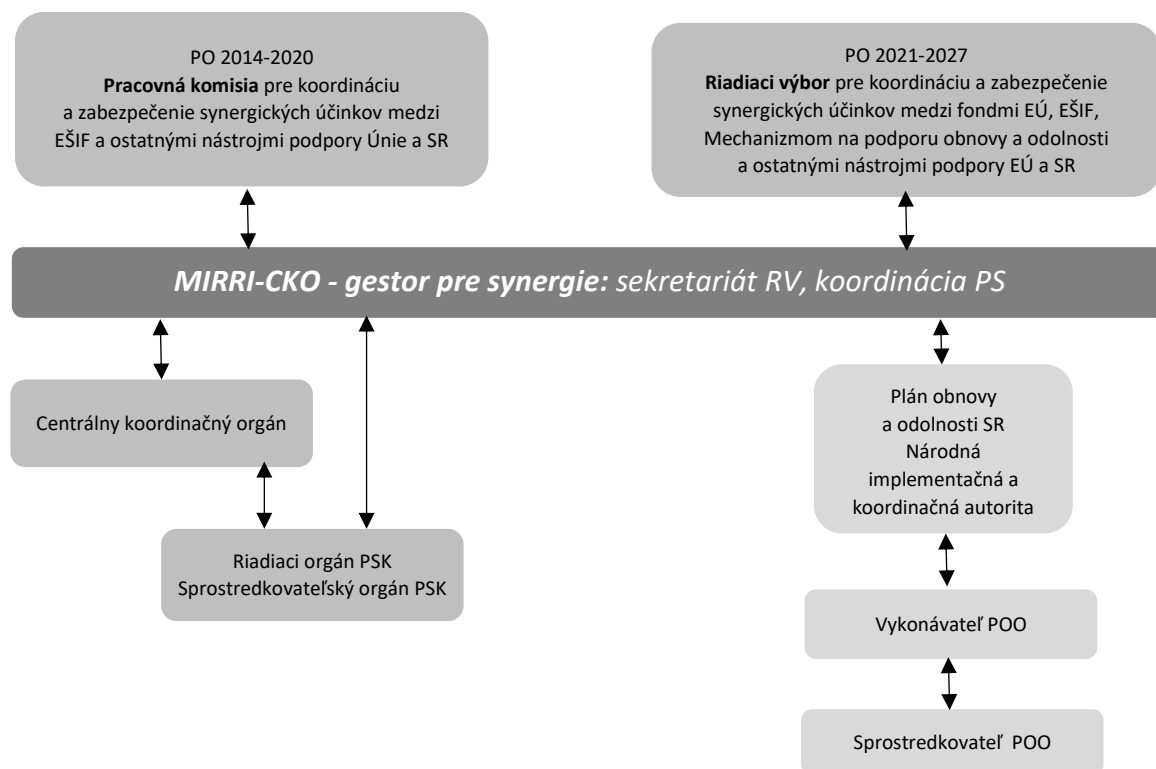 PO 2014-2020
Pracovná komisia pre koordináciu
a zabezpečenie synergických účinkov medzi
EŠIF a ostatnými nástrojmi podpory Únie a SR
PO 2021-2027
Riadiaci výbor pre koordináciu a zabezpečenie
synergických účinkov medzi fondmi EÚ, EŠIF,
Mechanizmom na podporu obnovy a odolnosti
a ostatnými nástrojmi podpory EÚ a SR
MIRRI-CKO - gestor pre synergie: sekretariát RV, koordinácia PS
Centrálny koordinačný orgán
Riadiaci orgán PSK
Sprostredkovateľský orgán PSK
Plán obnovy
a odolnosti SR
Národná
implementačná a
koordinačná autorita
Vykonávateľ POO
Sprostredkovateľ POO